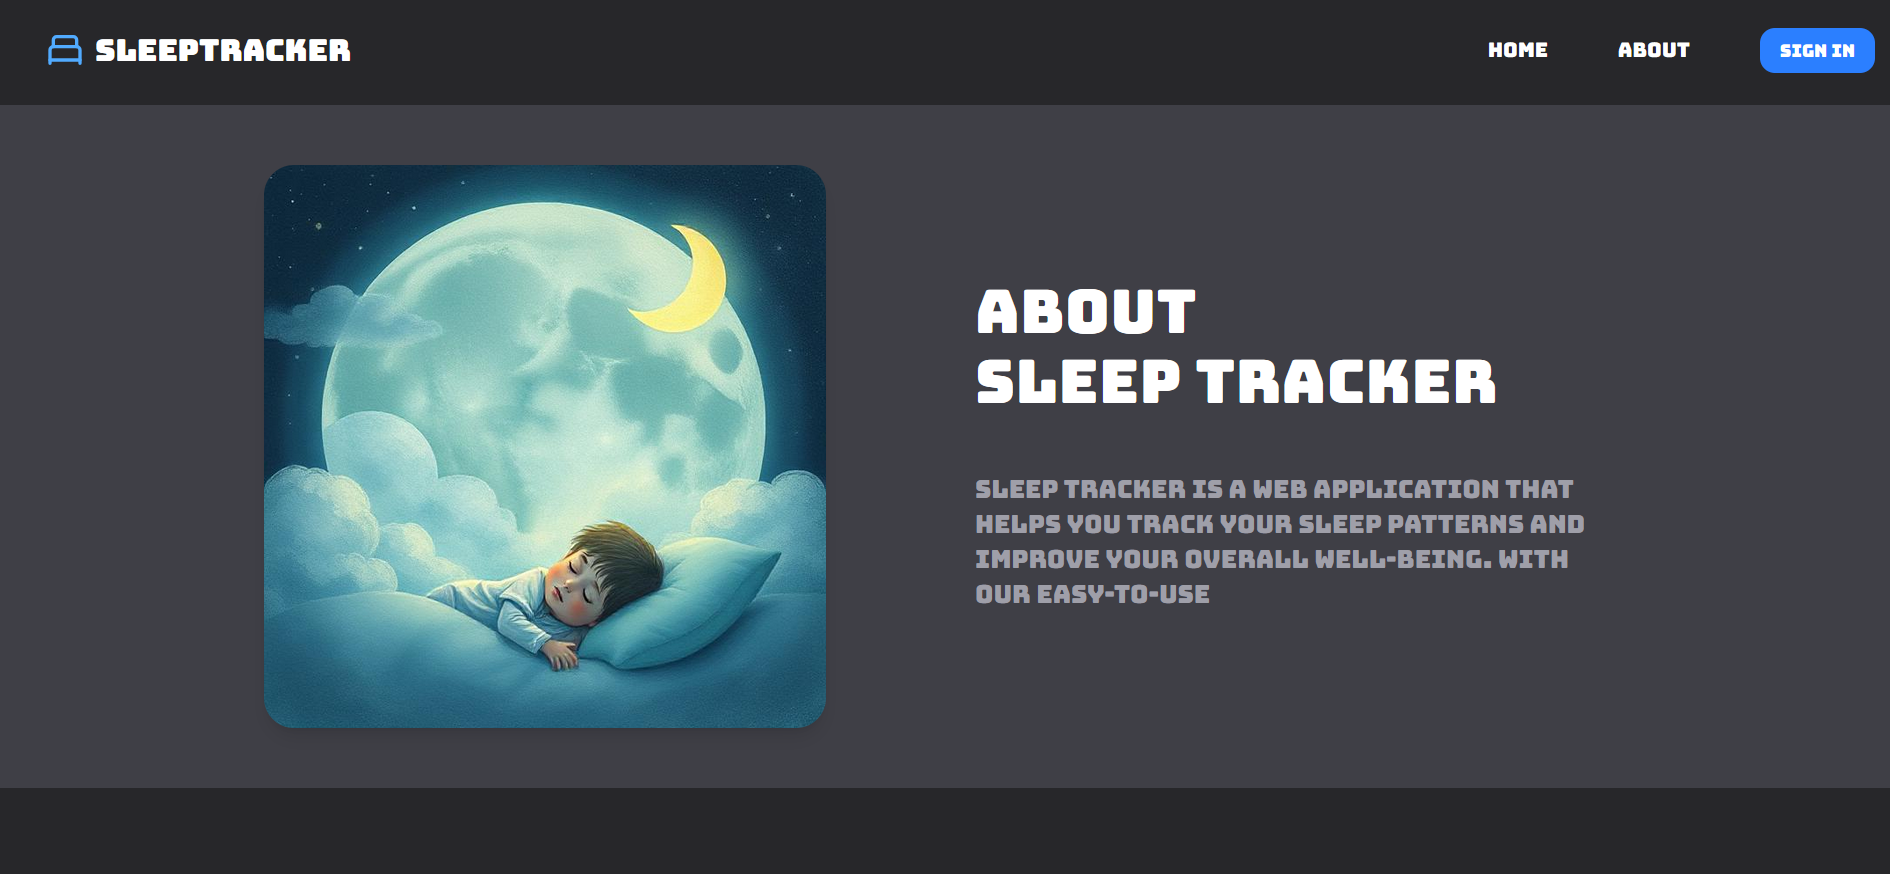 SLEEPTRACKER
HOME
ABOUT
SIGN IN
ABOUT
SLEEP TRACKER
SLEEP TRACKER IS A WEB APPLICATION THAT
HELPS YOU TRACK YOUR SLEEP PATTERNS AND
IMPROVE YOUR OVERALL WELL-BEING. WITH
OUR EASY-TO-USE